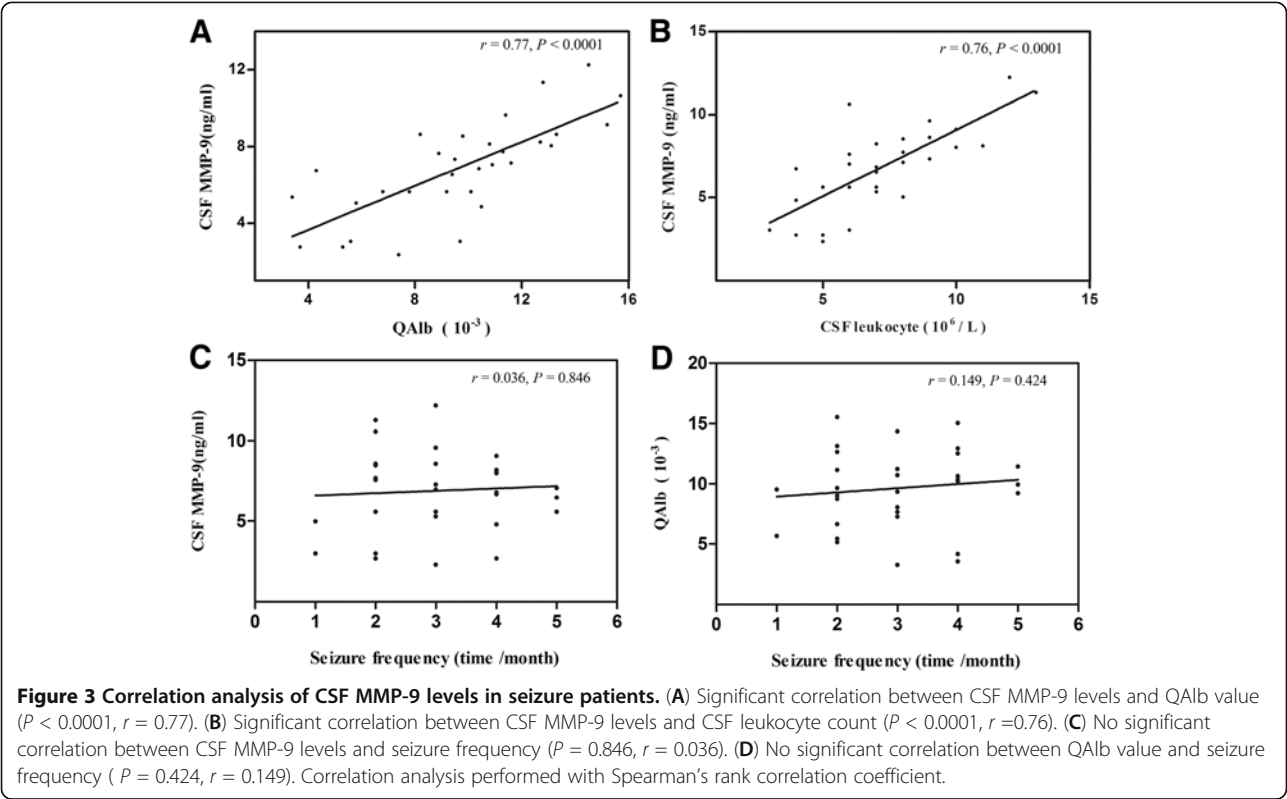 A
r = 0.77, P < 0.0001
CSF MMP-9(ng/ml)
12
8
4
4 8 12 16
QAlb ( 10-3 )
B
r = 0.76, P < 0.0001
CSF MMP-9 (ng/ml)
15
10
5
5 10 15
CSF leukocyte ( 10⁶ / L )
C
r = 0.036, P = 0.846
CSF MMP-9(ng/ml)
15
10
5
0 1 2 3 4 5 6
Seizure frequency (time /month)
D
r = 0.149, P = 0.424
QAlb ( 10-3)
20
15
10
5
0 1 2 3 4 5 6
Seizure frequency (time /month)
Figure 3 Correlation analysis of CSF MMP-9 levels in seizure patients. (A) Significant correlation between CSF MMP-9 levels and QAlb value
(P < 0.0001, r = 0.77). (B) Significant correlation between CSF MMP-9 levels and CSF leukocyte count (P < 0.0001, r =0.76). (C) No significant
correlation between CSF MMP-9 levels and seizure frequency (P = 0.846, r = 0.036). (D) No significant correlation between QAlb value and seizure
frequency ( P = 0.424, r = 0.149). Correlation analysis performed with Spearman's rank correlation coefficient.